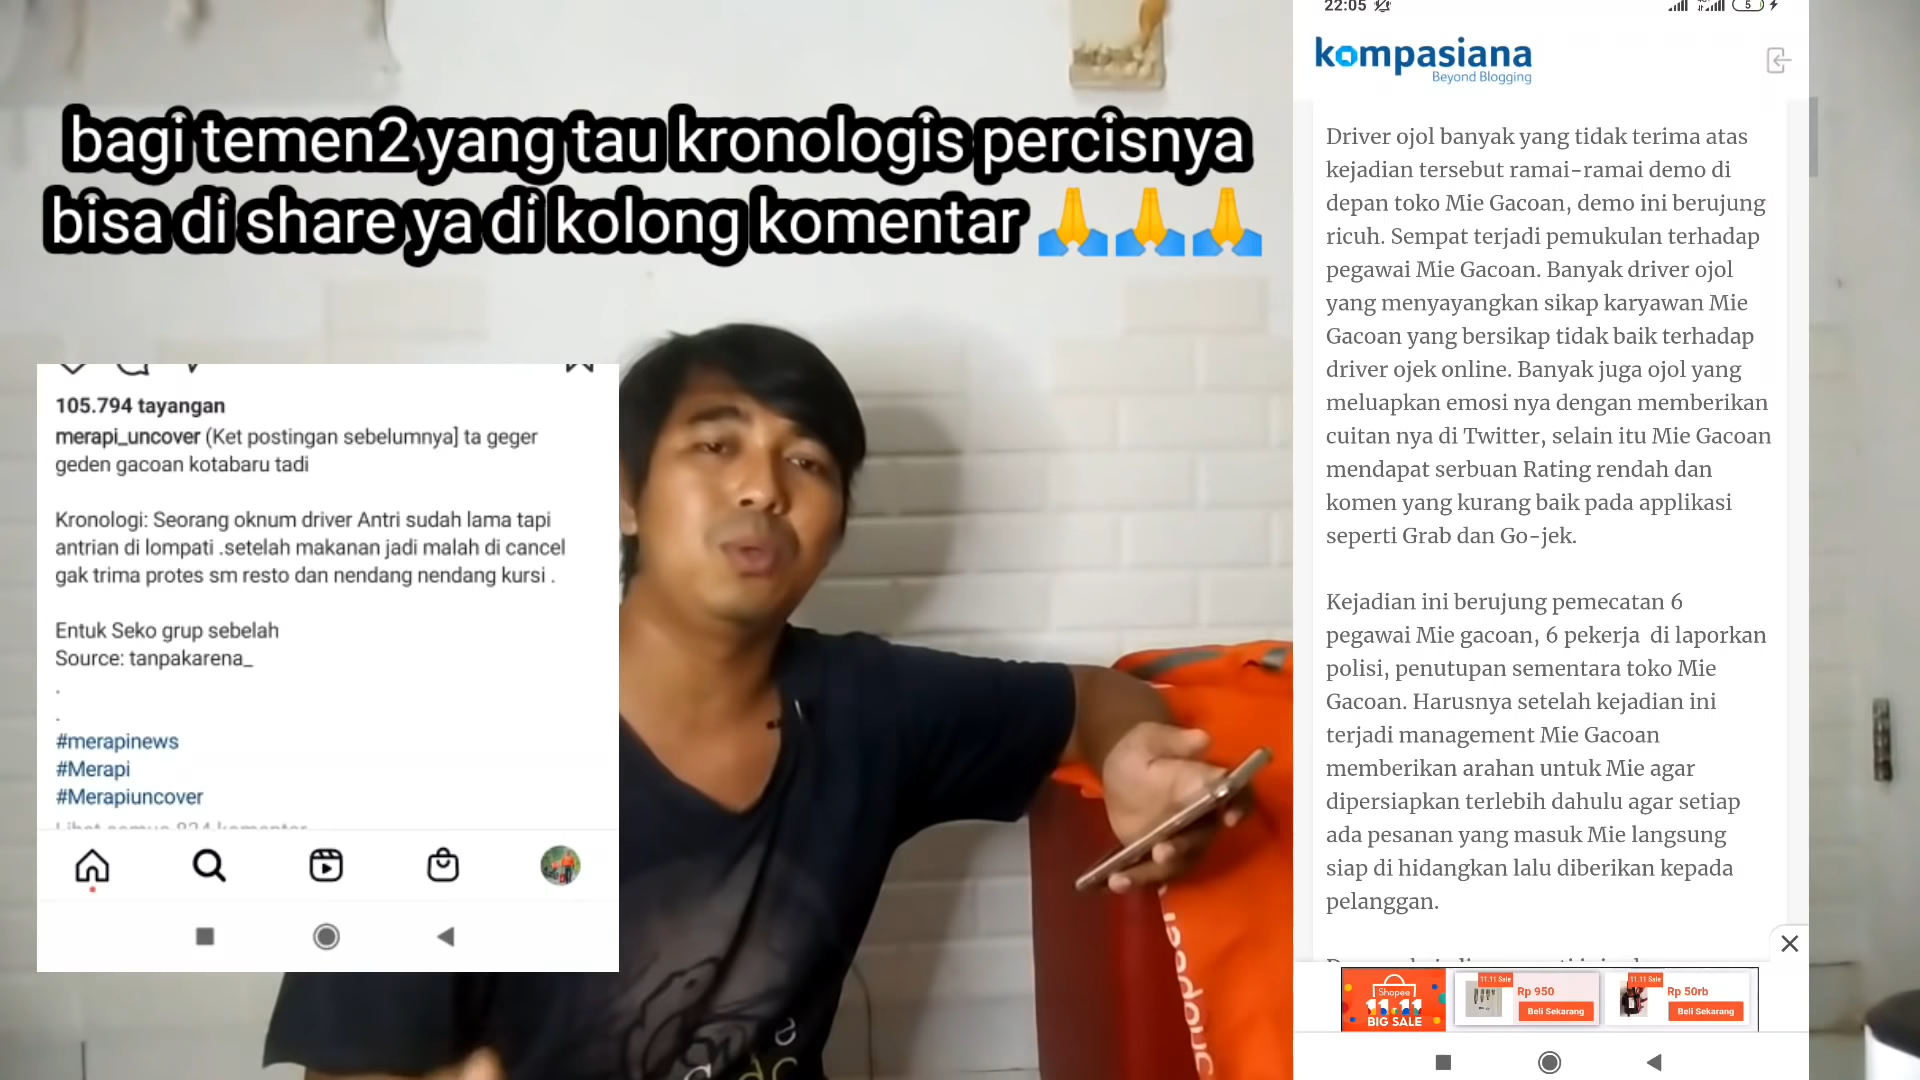 bagi temen2 yang tau kronologis percisnya
bisa di share ya di kolong komentar 🙏🙏🙏
105.794 tayangan
merapi_uncover (Ket postingan sebelumnya] ta geger
geden gacoan kotabaru tadi
Kronologi: Seorang oknum driver Antri sudah lama tapi
antrian di lompati .setelah makanan jadi malah di cancel
gak trima protes sm resto dan nendang nendang kursi .
Entuk Seko grup sebelah
Source: tanpakarena_
.
.
#merapinews
#Merapi
#Merapiuncover
22:05
5
kompasiana
Beyond Blogging
Driver ojol banyak yang tidak terima atas
kejadian tersebut ramai-ramai demo di
depan toko Mie Gacoan, demo ini berujung
ricuh. Sempat terjadi pemukulan terhadap
pegawai Mie Gacoan. Banyak driver ojol
yang menyayangkan sikap karyawan Mie
Gacoan yang bersikap tidak baik terhadap
driver ojek online. Banyak juga ojol yang
meluapkan emosi nya dengan memberikan
cuitan nya di Twitter, selain itu Mie Gacoan
mendapat serbuan Rating rendah dan
komen yang kurang baik pada applikasi
seperti Grab dan Go-jek.
Kejadian ini berujung pemecatan 6
pegawai Mie gacoan, 6 pekerja di laporkan
polisi, penutupan sementara toko Mie
Gacoan. Harusnya setelah kejadian ini
terjadi management Mie Gacoan
memberikan arahan untuk Mie agar
dipersiapkan terlebih dahulu agar setiap
ada pesanan yang masuk Mie langsung
siap di hidangkan lalu diberikan kepada
pelanggan.
Shopee
11.11
BIG SALE
11.11 Sale
Rp 950
Beli Sekarang
11.11 Sale
Rp 50rb
Beli Sekarang